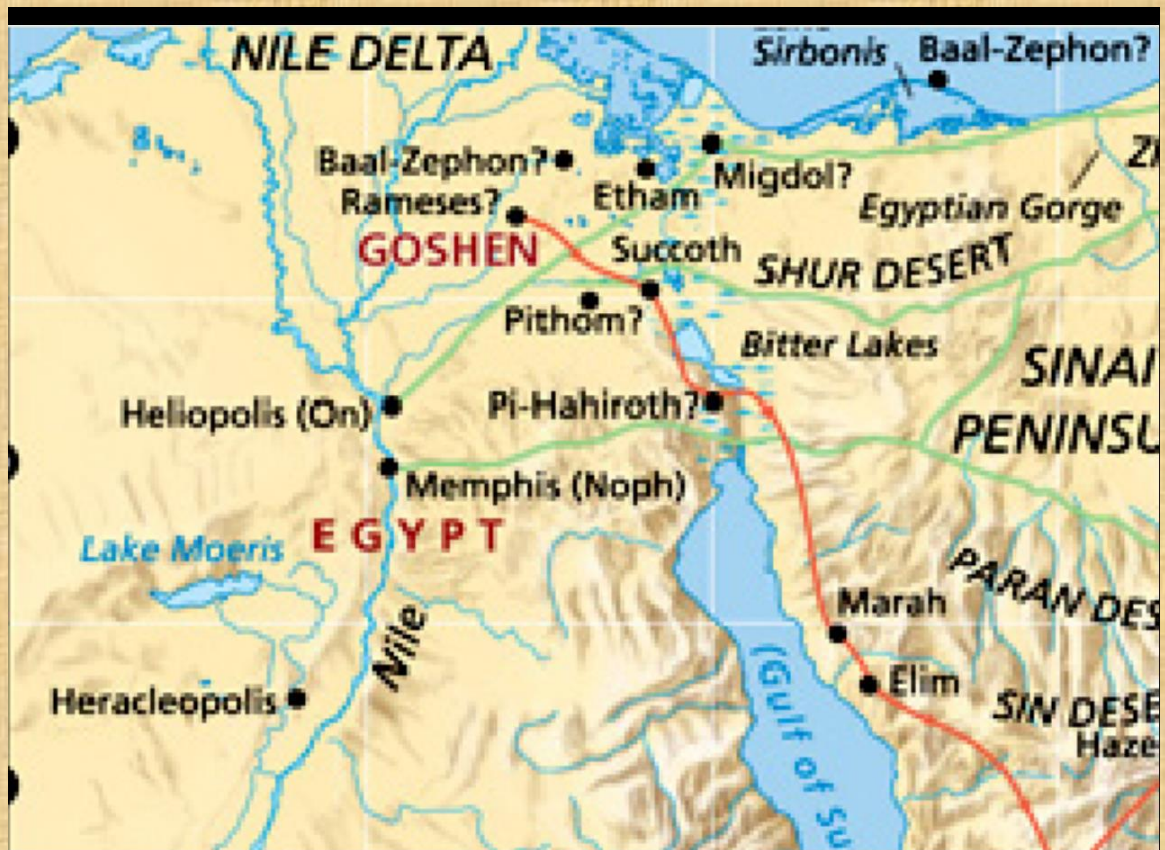 NILE DELTA
Sirbonis
Baal-Zephon?
Baal-Zephon?
Migdol?
Etham
Rameses?
Egyptian Gorge
GOSHEN
Succoth
SHUR DESERT
Pithom?
Bitter Lakes
SINAI
Heliopolis (On)
Pi-Hahiroth?
PENINSU
Memphis (Noph)
EGYPT
Lake Moeris
PARAN DES
Marah
Nile
Elim
Heracleopolis
SIN DESE
Haze
(Gulf of Su